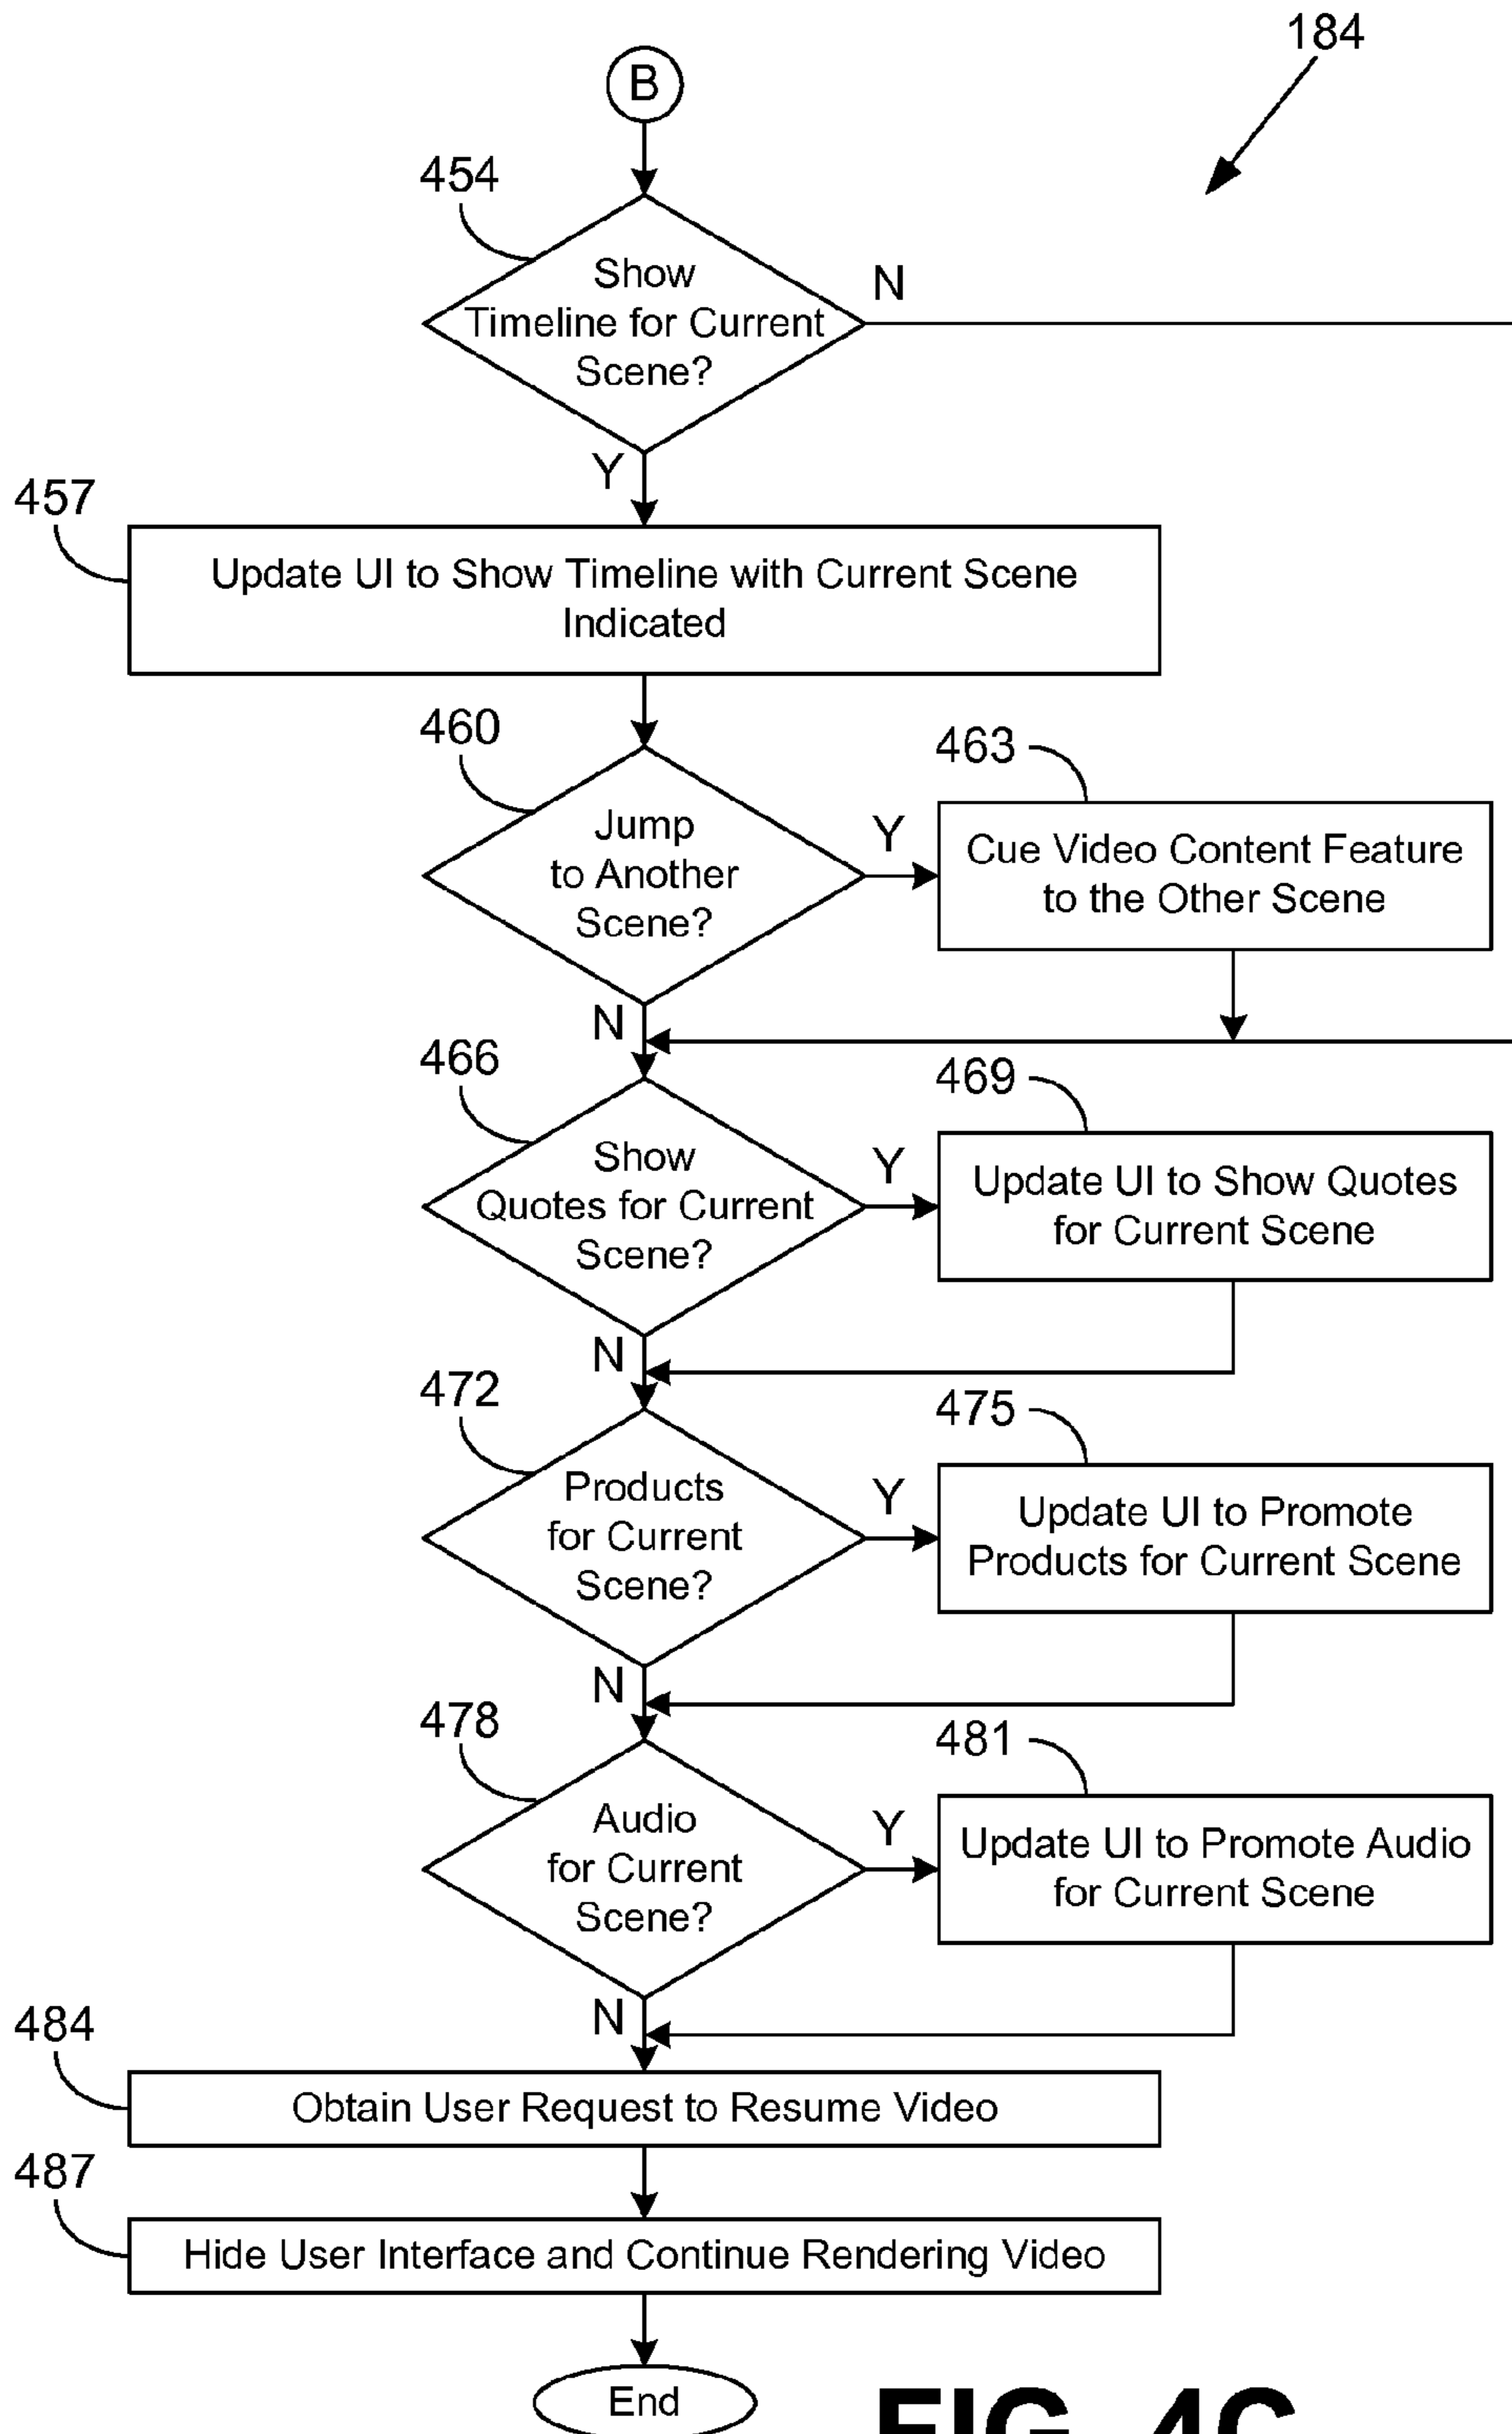 184
B
454
Show
Timeline for Current
Scene?
N
Y
457
Update UI to Show Timeline with Current Scene
Indicated
460
Jump
to Another
Scene?
Y
463
Cue Video Content Feature
to the Other Scene
N
466
Show
Quotes for Current
Scene?
Y
469
Update UI to Show Quotes
for Current Scene
N
472
Products
for Current
Scene?
Y
475
Update UI to Promote
Products for Current Scene
N
478
Audio
for Current
Scene?
Y
481
Update UI to Promote Audio
for Current Scene
N
484
Obtain User Request to Resume Video
487
Hide User Interface and Continue Rendering Video
End
FIG. 4C